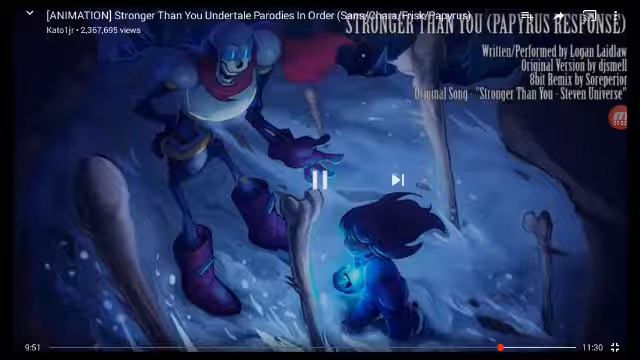 [ANIMATION] Stronger Than You Undertale Parodies In Order (Sans/Chara/Frisk/Papyrus)
Kato1jr • 2,367,695 views
STRONGER THAN YOU (PAPYRUS RESPONSE)
Written/Performed by Logan Laidlaw
Original Version by djsmell
8bit Remix by Soreperior
Original Song - "Stronger Than You - Steven Universe"
9:51
11:30